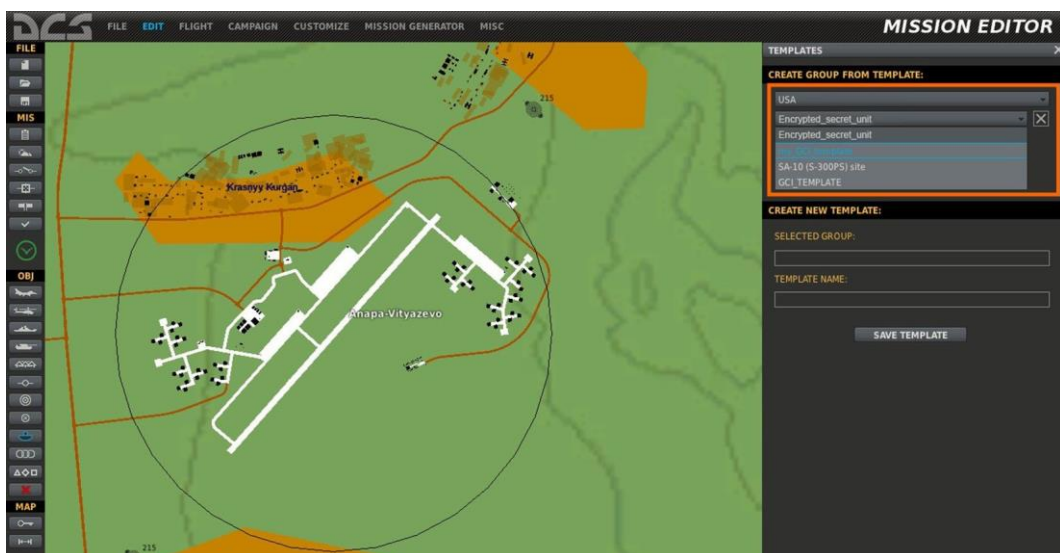 DCS FILE EDIT FLIGHT CAMPAIGN CUSTOMIZE MISSION GENERATOR MISC MISSION EDITOR
FILE
MIS
OBJ
MAP
215
Krasnyy Kurgan
Anapa-Vityazevo
215
TEMPLATES
CREATE GROUP FROM TEMPLATE:
USA
Encrypted_secret_unit
Encrypted_secret_unit
SA-10 (S-300PS) site
GCI_TEMPLATE
CREATE NEW TEMPLATE:
SELECTED GROUP:
TEMPLATE NAME:
SAVE TEMPLATE